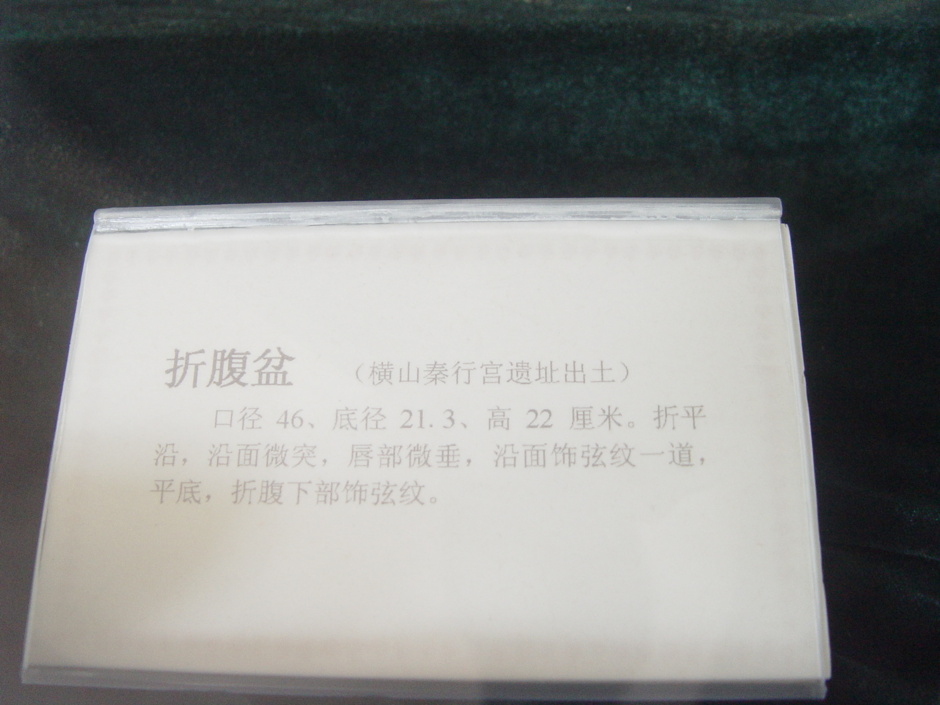 折腹盆 （横山秦行宫遗址出土）
口径 46、底径 21.3、高 22 厘米。折平
沿，沿面微突，唇部微垂，沿面饰弦纹一道，
平底，折腹下部饰弦纹。